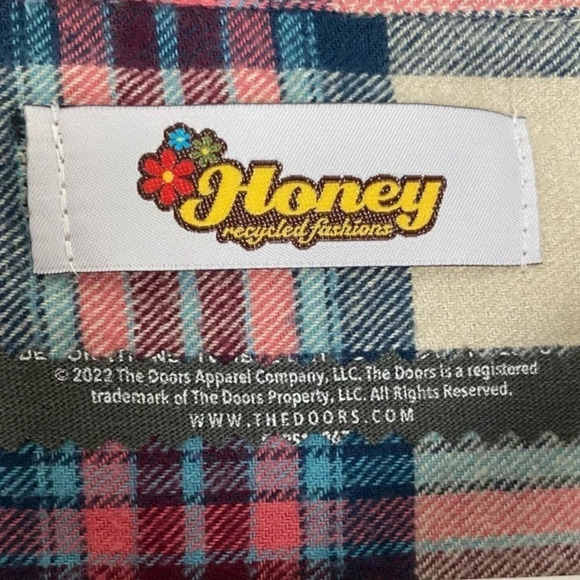 Honey
recycled fashions
© 2022 The Doors Apparel Company, LLC. The Doors is a registered
trademark of The Doors Property, LLC. All Rights Reserved.
WWW.THEDOORS.COM